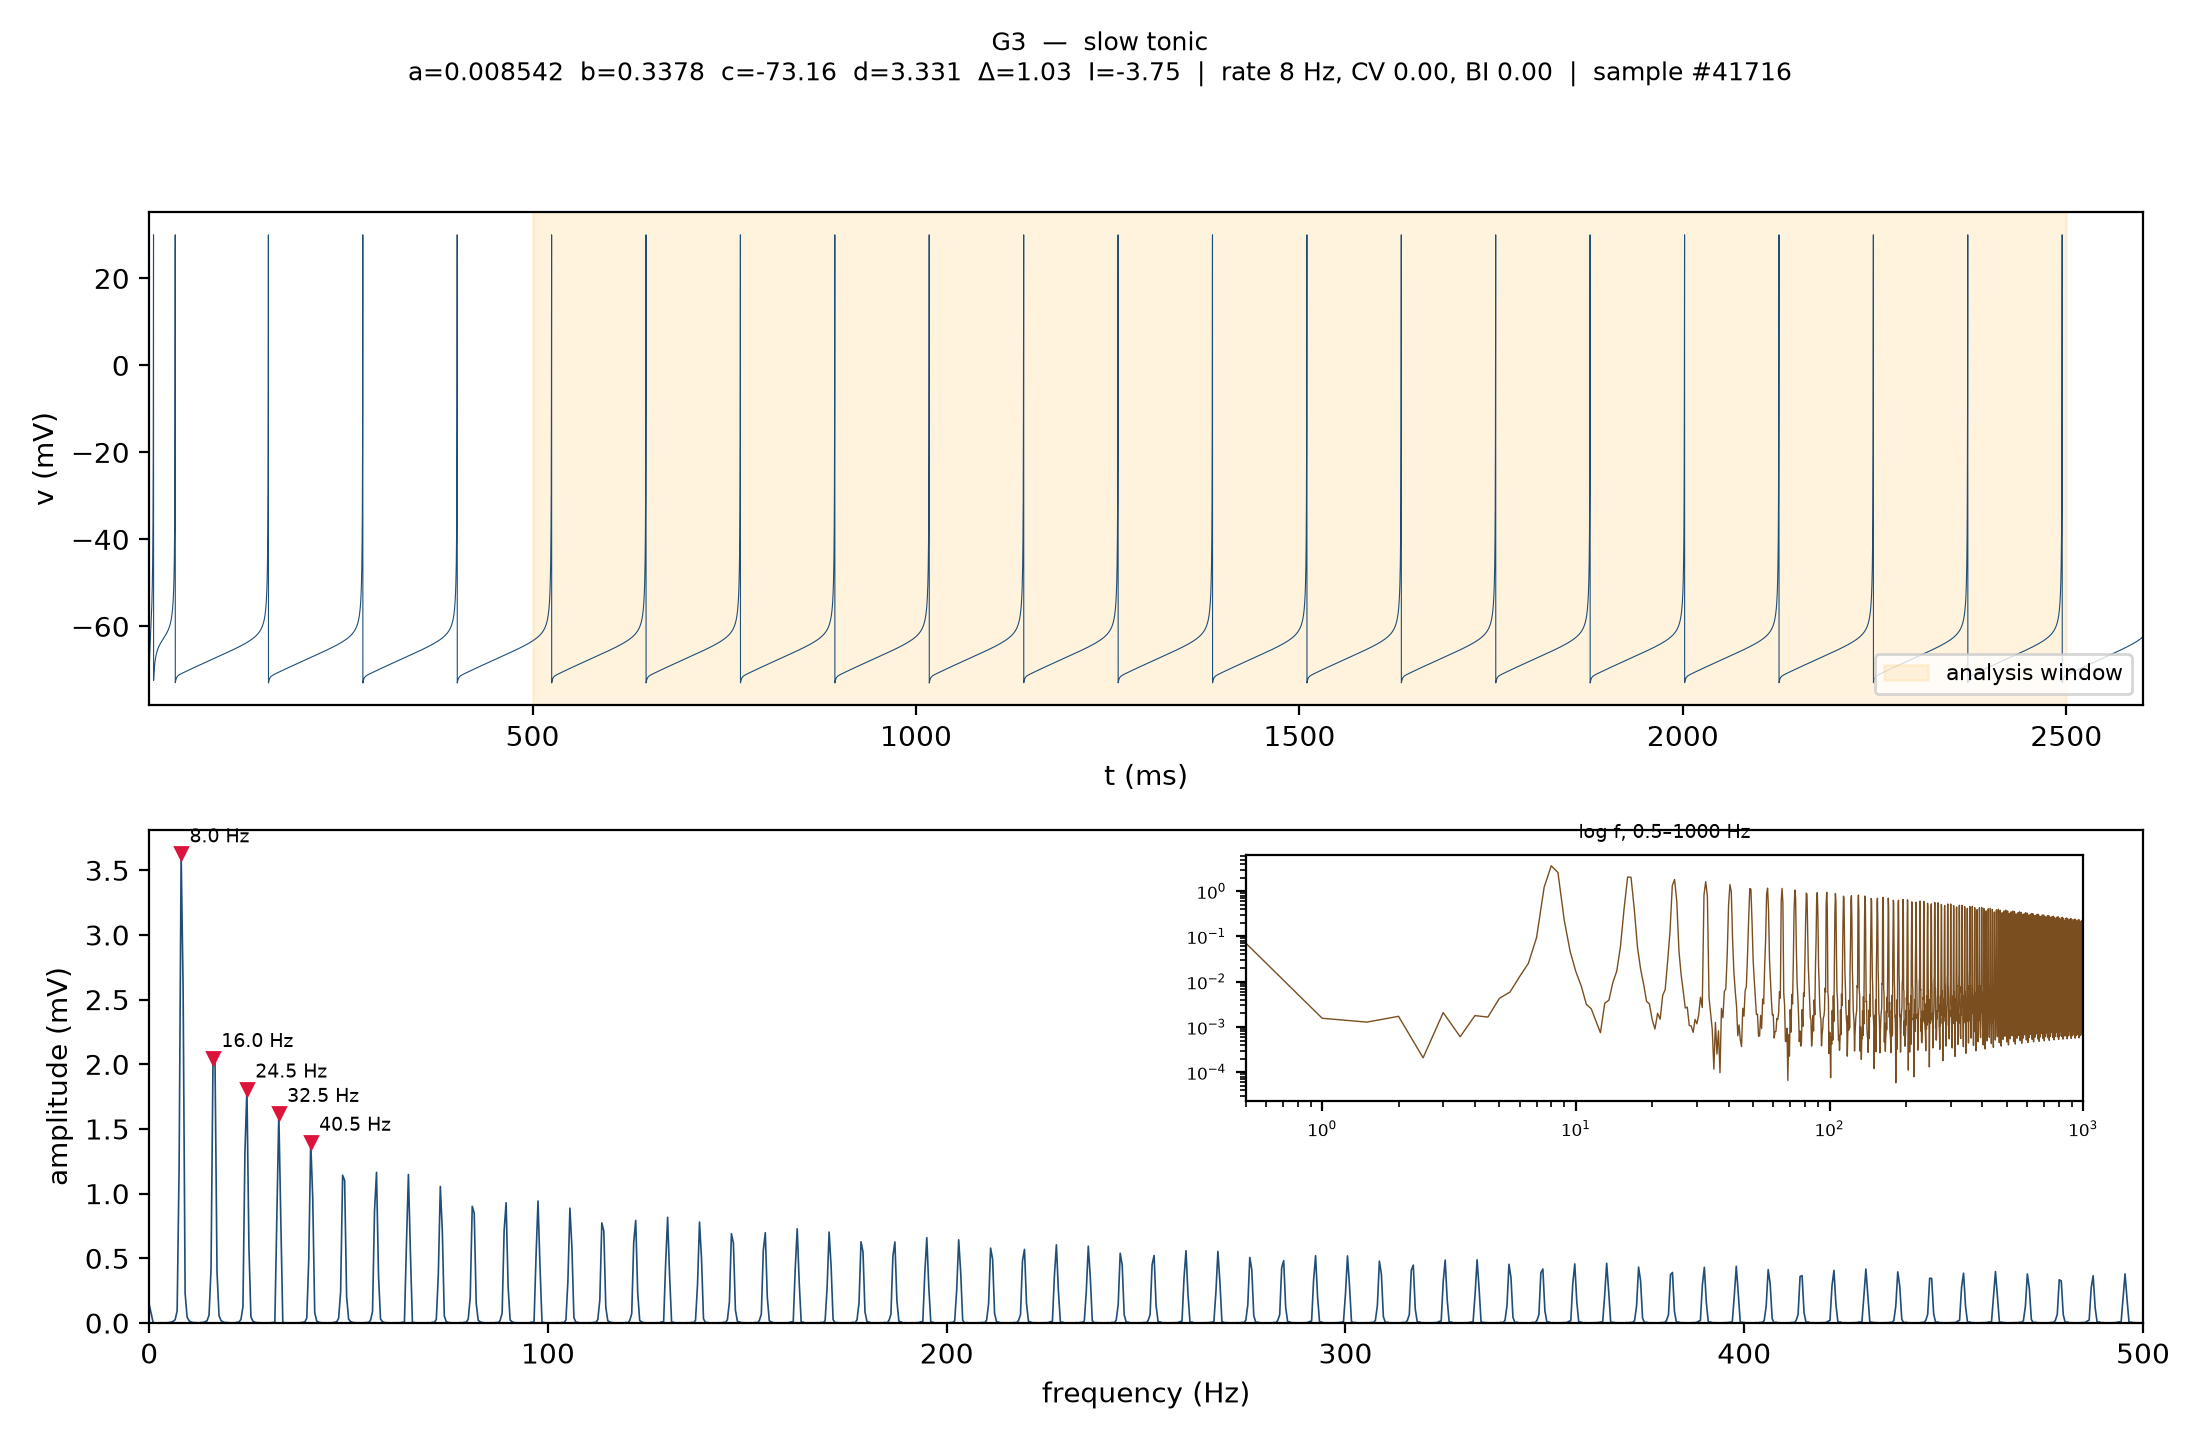 G3  —  slow tonic
a=0.008542  b=0.3378  c=-73.16  d=3.331  Δ=1.03  I=-3.75  |  rate 8 Hz, CV 0.00, BI 0.00  |  sample #41716
20
0
−20
−40
−60
v (mV)
analysis window
500
1000
1500
2000
2500
t (ms)
8.0 Hz
16.0 Hz
24.5 Hz
32.5 Hz
40.5 Hz
3.5
3.0
2.5
2.0
1.5
1.0
0.5
0.0
amplitude (mV)
log f, 0.5–1000 Hz
10⁰
10⁻¹
10⁻²
10⁻³
10⁻⁴
10⁰
10¹
10²
10³
0
100
200
300
400
500
frequency (Hz)